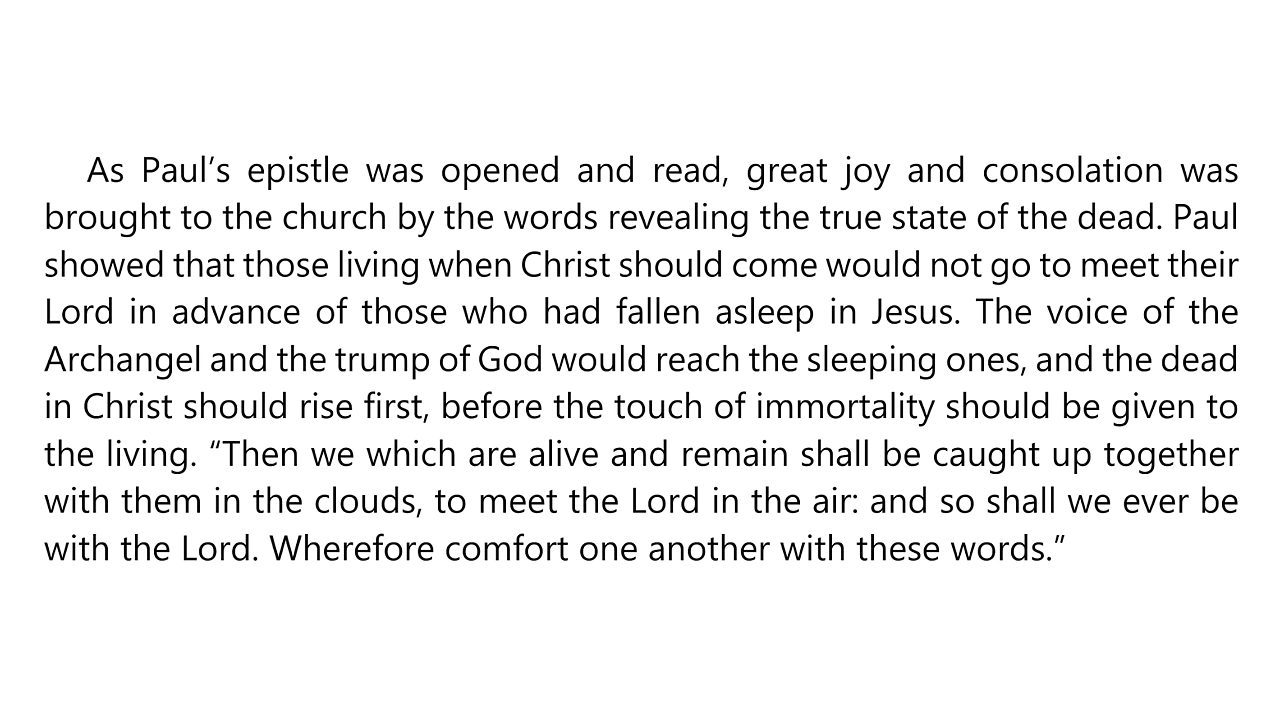 As Paul’s epistle was opened and read, great joy and consolation was
brought to the church by the words revealing the true state of the dead. Paul
showed that those living when Christ should come would not go to meet their
Lord in advance of those who had fallen asleep in Jesus. The voice of the
Archangel and the trump of God would reach the sleeping ones, and the dead
in Christ should rise first, before the touch of immortality should be given to
the living. “Then we which are alive and remain shall be caught up together
with them in the clouds, to meet the Lord in the air: and so shall we ever be
with the Lord. Wherefore comfort one another with these words.”